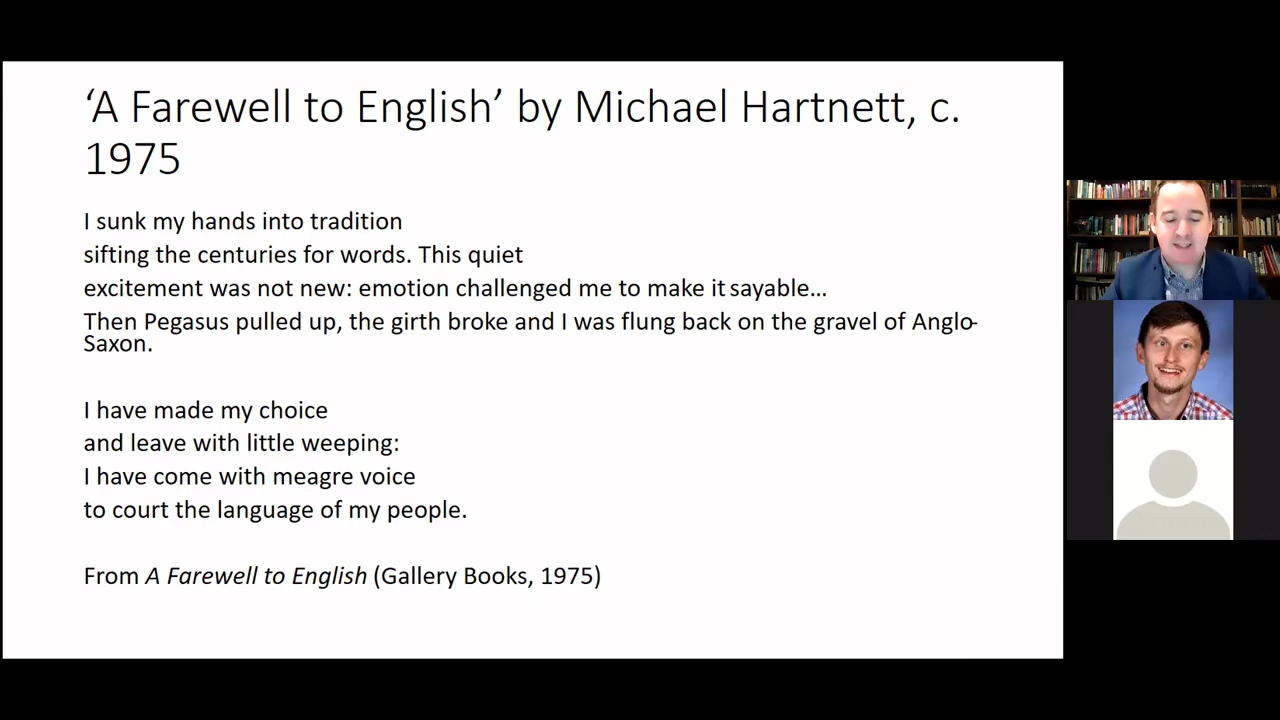 ‘A Farewell to English’ by Michael Hartnett, c.
1975
I sunk my hands into tradition
sifting the centuries for words. This quiet
excitement was not new: emotion challenged me to make it sayable...
Then Pegasus pulled up, the girth broke and I was flung back on the gravel of Anglo-
Saxon.
I have made my choice
and leave with little weeping:
I have come with meagre voice
to court the language of my people.
From A Farewell to English (Gallery Books, 1975)